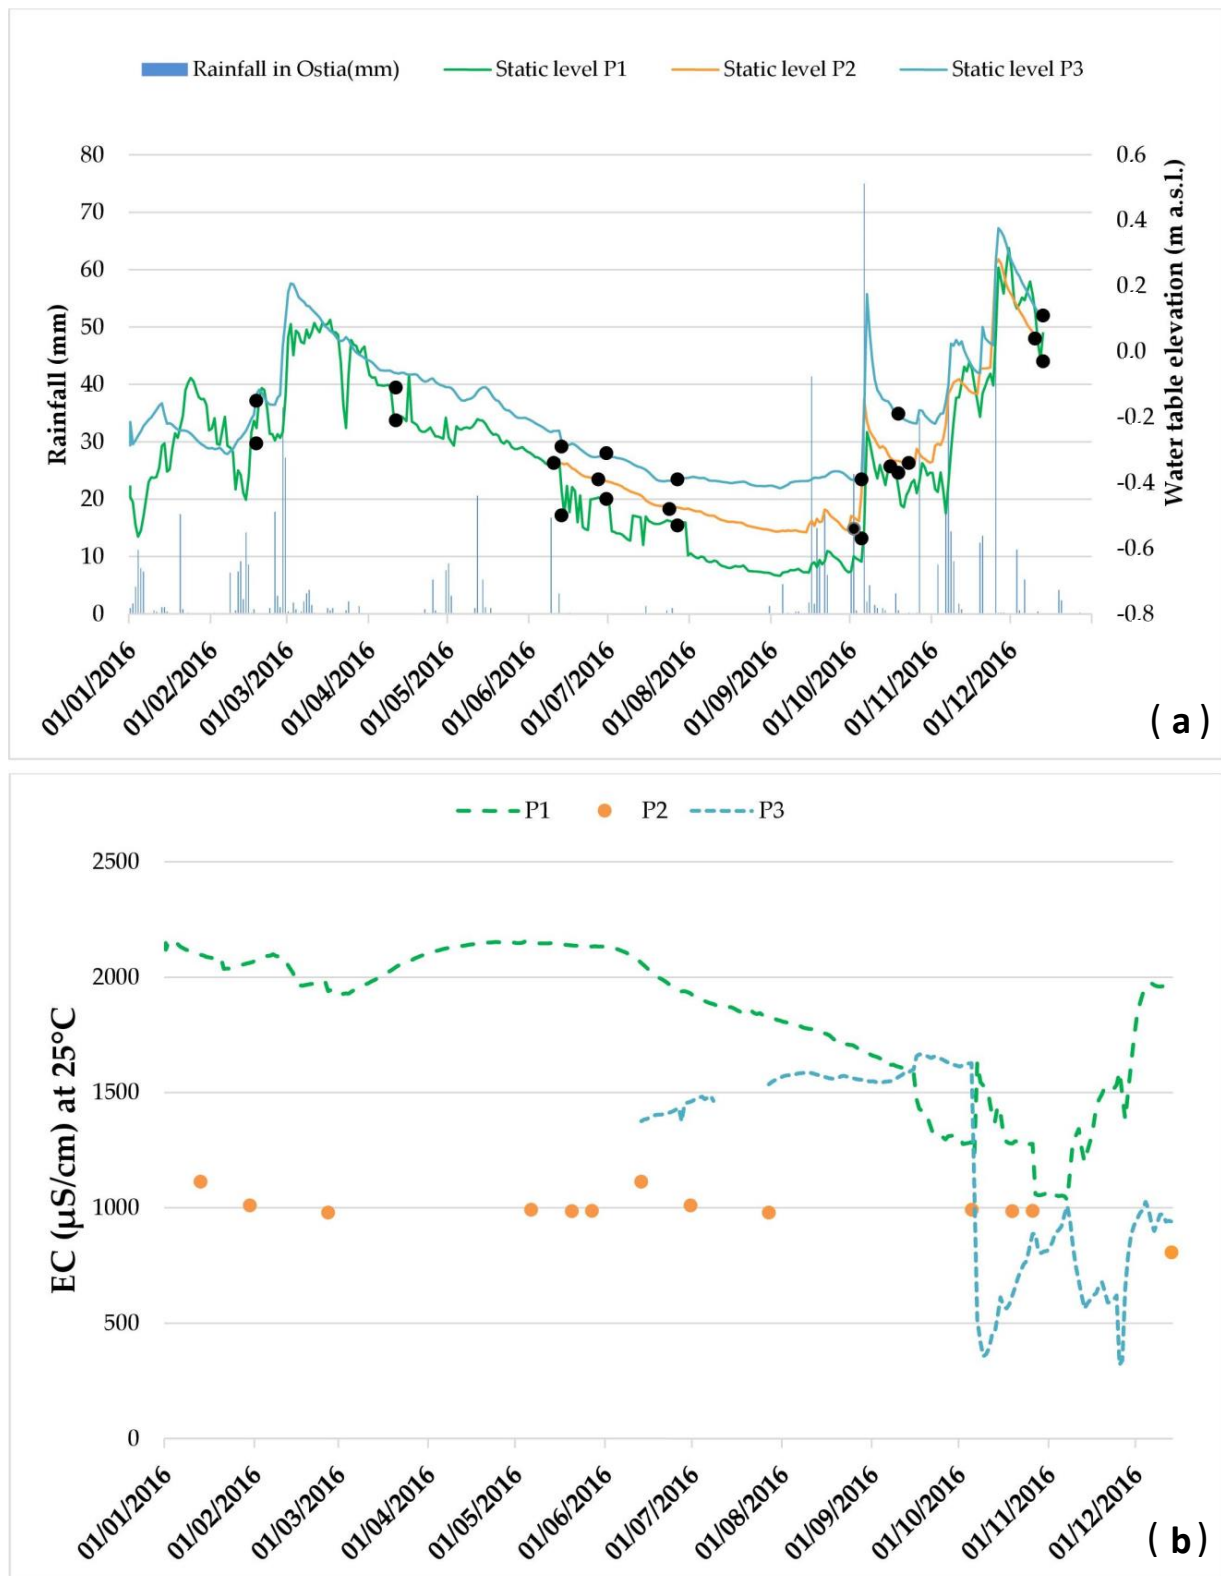 Rainfall in Ostia(mm) Static level P1 Static level P2 Static level P3
80 0.6
70 0.4
60 0.2
50 0.0
40 -0.2
30 -0.4
20 -0.6
10
0 -0.8
Rainfall (mm)
Water table elevation (m a.s.l.)
01/01/2016 01/02/2016 01/03/2016 01/04/2016 01/05/2016 01/06/2016 01/07/2016 01/08/2016 01/09/2016 01/10/2016 01/11/2016 01/12/2016
( a )
P1 P2 P3
2500
2000
1500
1000
500
0
EC (µS/cm) at 25°C
01/01/2016 01/02/2016 01/03/2016 01/04/2016 01/05/2016 01/06/2016 01/07/2016 01/08/2016 01/09/2016 01/10/2016 01/11/2016 01/12/2016
( b )